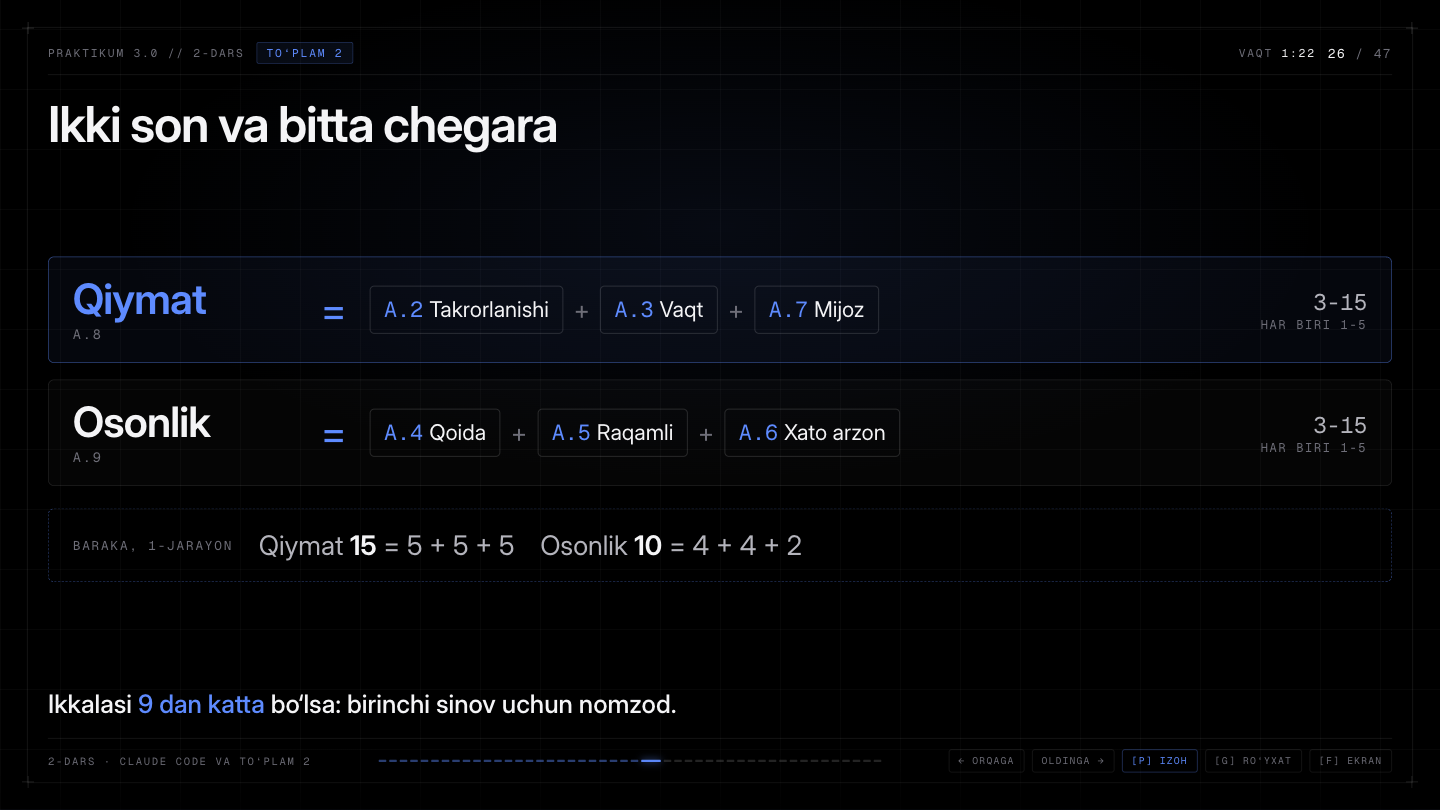 PRAKTIKUM 3.0 // 2-DARS TO‘PLAM 2 VAQT 1:22 26 / 47
Ikki son va bitta chegara
Qiymat = A.2 Takrorlanishi + A.3 Vaqt + A.7 Mijoz 3-15
A.8 HAR BIRI 1-5
Osonlik = A.4 Qoida + A.5 Raqamli + A.6 Xato arzon 3-15
A.9 HAR BIRI 1-5
BARAKA, 1-JARAYON Qiymat 15 = 5 + 5 + 5 Osonlik 10 = 4 + 4 + 2
Ikkalasi 9 dan katta bo‘lsa: birinchi sinov uchun nomzod.
2-DARS · CLAUDE CODE VA TO‘PLAM 2 ← ORQAGA OLDINGA → [P] IZOH [G] RO‘YXAT [F] EKRAN